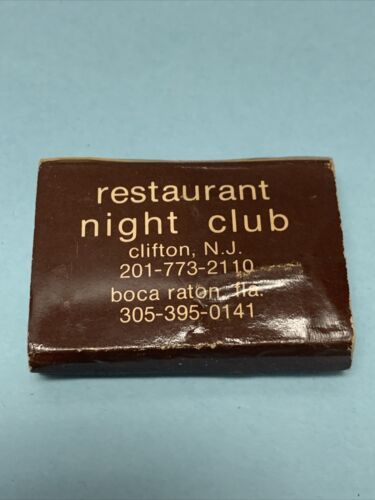 restaurant
night club
clifton, N.J.
201-773-2110
boca raton, fla.
305-395-0141